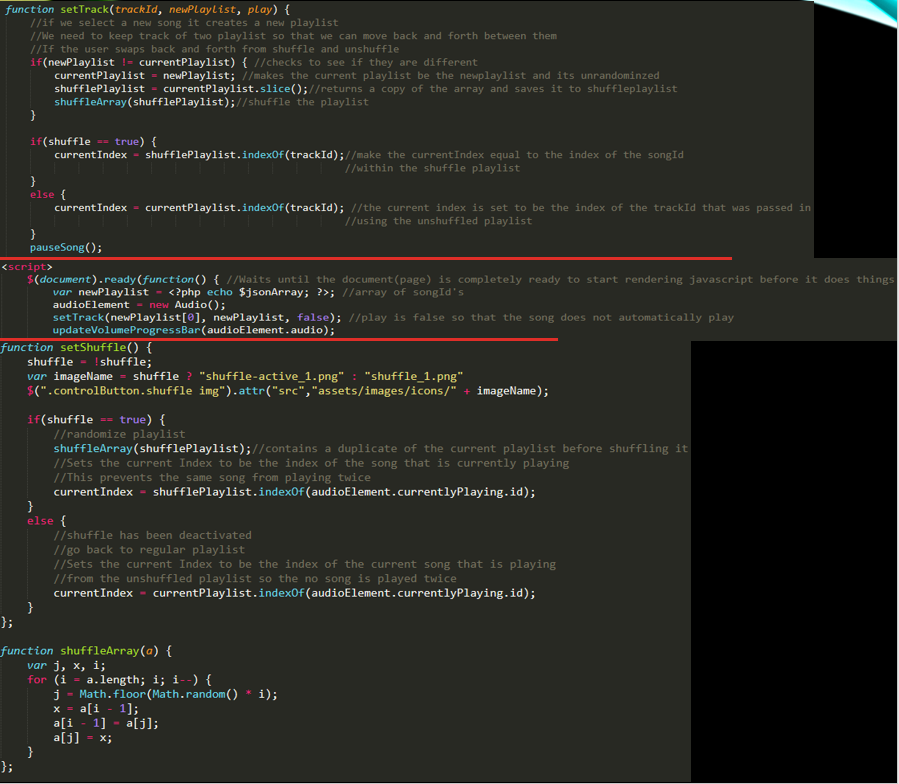 function setTrack(trackId, newPlaylist, play) {
//if we select a new song it creates a new playlist
//We need to keep track of two playlist so that we can move back and forth between them
//If the user swaps back and forth from shuffle and unshuffle
if(newPlaylist != currentPlaylist) { //checks to see if they are different
currentPlaylist = newPlaylist; //makes the current playlist be the newplaylist and its unrandominzed
shufflePlaylist = currentPlaylist.slice();//returns a copy of the array and saves it to shuffleplaylist
shuffleArray(shufflePlaylist);//shuffle the playlist
}
if(shuffle == true) {
currentIndex = shufflePlaylist.indexOf(trackId);//make the currentIndex equal to the index of the songId
//within the shuffle playlist
}
else {
currentIndex = currentPlaylist.indexOf(trackId); //the current index is set to be the index of the trackId that was passed in
//using the unshuffled playlist
}
pauseSong();
<script>
$(document).ready(function() { //Waits until the document(page) is completely ready to start rendering javascript before it does things
var newPlaylist = <?php echo $jsonArray; ?>; //array of songId's
audioElement = new Audio();
setTrack(newPlaylist[0], newPlaylist, false); //play is false so that the song does not automatically play
updateVolumeProgressBar(audioElement.audio);
function setShuffle() {
shuffle = !shuffle;
var imageName = shuffle ? "shuffle-active_1.png" : "shuffle_1.png"
$(".controlButton.shuffle img").attr("src","assets/images/icons/" + imageName);
if(shuffle == true) {
//randomize playlist
shuffleArray(shufflePlaylist);//contains a duplicate of the current playlist before shuffling it
//Sets the current Index to be the index of the song that is currently playing
//This prevents the same song from playing twice
currentIndex = shufflePlaylist.indexOf(audioElement.currentlyPlaying.id);
}
else {
//shuffle has been deactivated
//go back to regular playlist
//Sets the current Index to be the index of the current song that is playing
//from the unshuffled playlist so the no song is played twice
currentIndex = currentPlaylist.indexOf(audioElement.currentlyPlaying.id);
}
};
function shuffleArray(a) {
var j, x, i;
for (i = a.length; i; i--) {
j = Math.floor(Math.random() * i);
x = a[i - 1];
a[i - 1] = a[j];
a[j] = x;
}
};